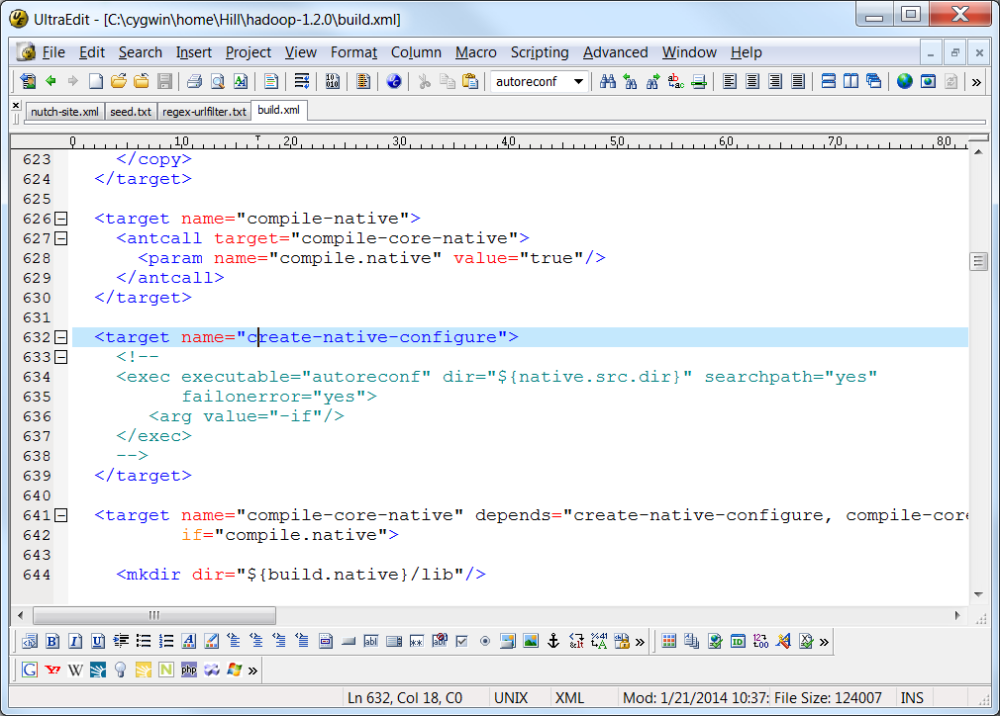 UltraEdit - [C:\cygwin\home\Hill\hadoop-1.2.0\build.xml]
File Edit Search Insert Project View Format Column Macro Scripting Advanced Window Help
autoreconf
nutch-site.xml seed.txt regex-urlfilter.txt build.xml
0 10 20 30 40 50 60 70 80
623 </copy>
624 </target>
625
626 <target name="compile-native">
627 <antcall target="compile-core-native">
628 <param name="compile.native" value="true"/>
629 </antcall>
630 </target>
631
632 <target name="create-native-configure">
633 <!--
634 <exec executable="autoreconf" dir="${native.src.dir}" searchpath="yes"
635 failonerror="yes">
636 <arg value="-if"/>
637 </exec>
638 -->
639 </target>
640
641 <target name="compile-core-native" depends="create-native-configure, compile-core
642 if="compile.native">
643
644 <mkdir dir="${build.native}/lib"/>
Ln 632, Col 18, C0 UNIX XML Mod: 1/21/2014 10:37: File Size: 124007 INS